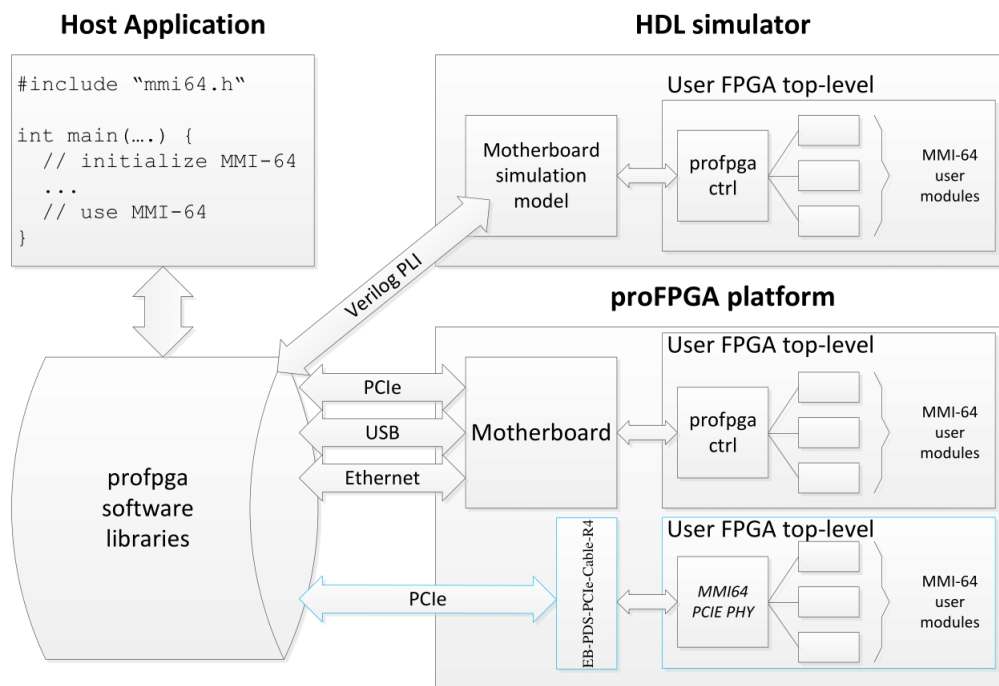 Host Application
#include “mmi64.h“
int main(….) {
// initialize MMI-64
...
// use MMI-64
}
HDL simulator
User FPGA top-level
Motherboard
simulation
model
profpga
ctrl
MMI-64
user
modules
Verilog PLI
proFPGA platform
profpga
software
libraries
PCIe
USB
Ethernet
Motherboard
User FPGA top-level
profpga
ctrl
MMI-64
user
modules
PCIe
EB-PDS-PCIe-Cable-R4
User FPGA top-level
MMI64
PCIE PHY
MMI-64
user
modules